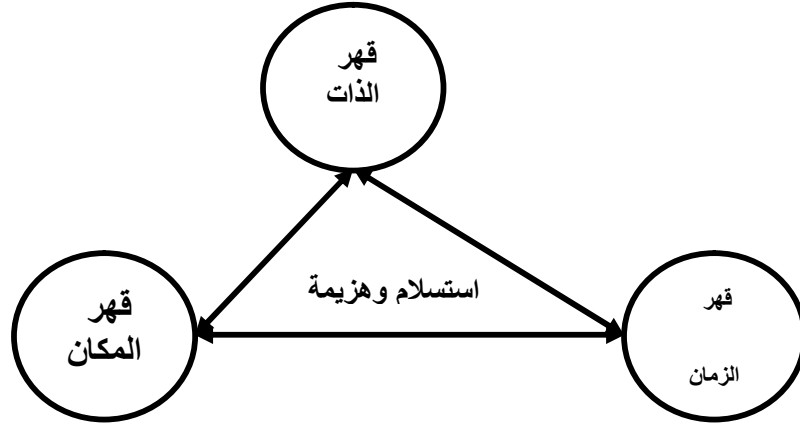 قهر
الذات
استسلام وهزيمة
قهر
الزمان
قهر
المكان